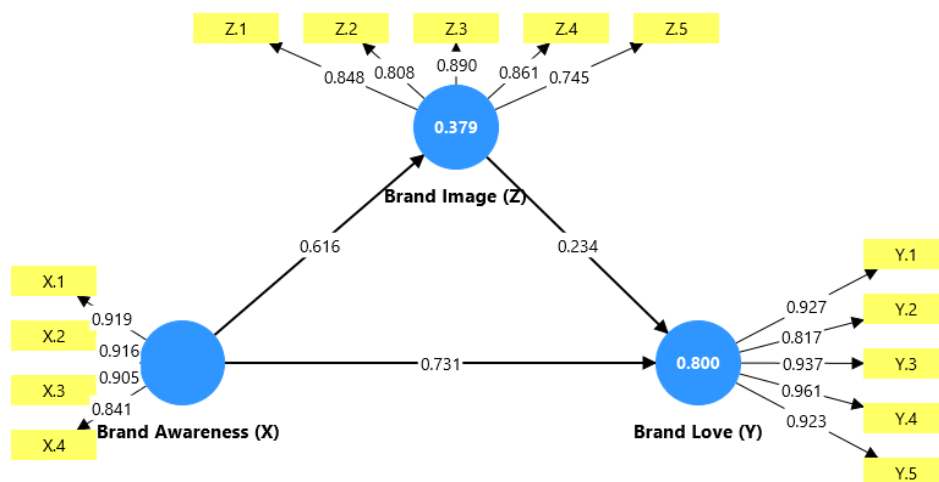 Z.1
Z.2
Z.3
Z.4
Z.5
0.848
0.808
0.890
0.861
0.745
0.379
Brand Image (Z)
0.616
0.234
X.1
X.2
X.3
X.4
0.919
0.916
0.905
0.841
Brand Awareness (X)
0.731
0.800
Brand Love (Y)
0.927
0.817
0.937
0.961
0.923
Y.1
Y.2
Y.3
Y.4
Y.5